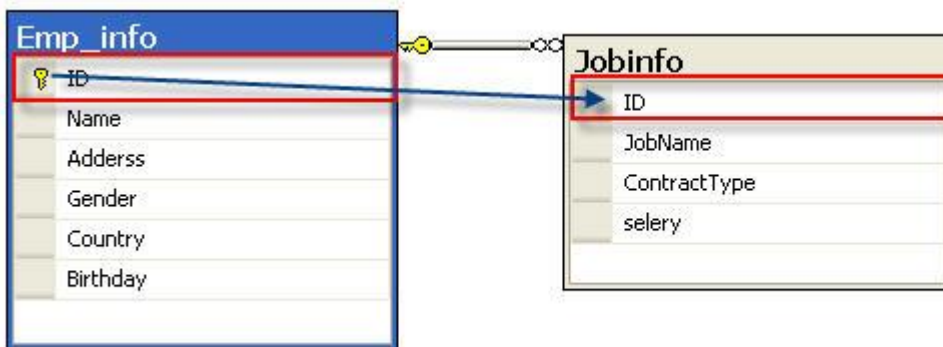 Emp_info
ID
Name
Adderss
Gender
Country
Birthday
Jobinfo
ID
JobName
ContractType
selery